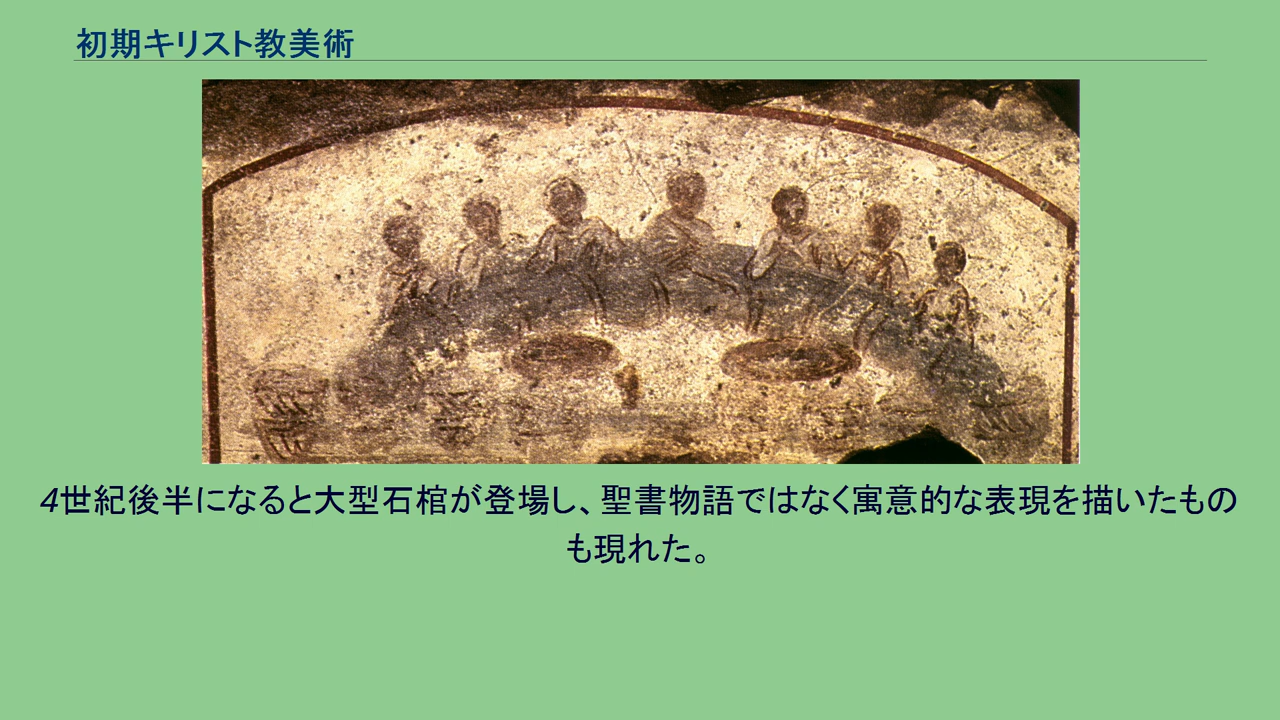 初期キリスト教美術
4世紀後半になると大型石棺が登場し、聖書物語ではなく寓意的な表現を描いたもの
も現れた。